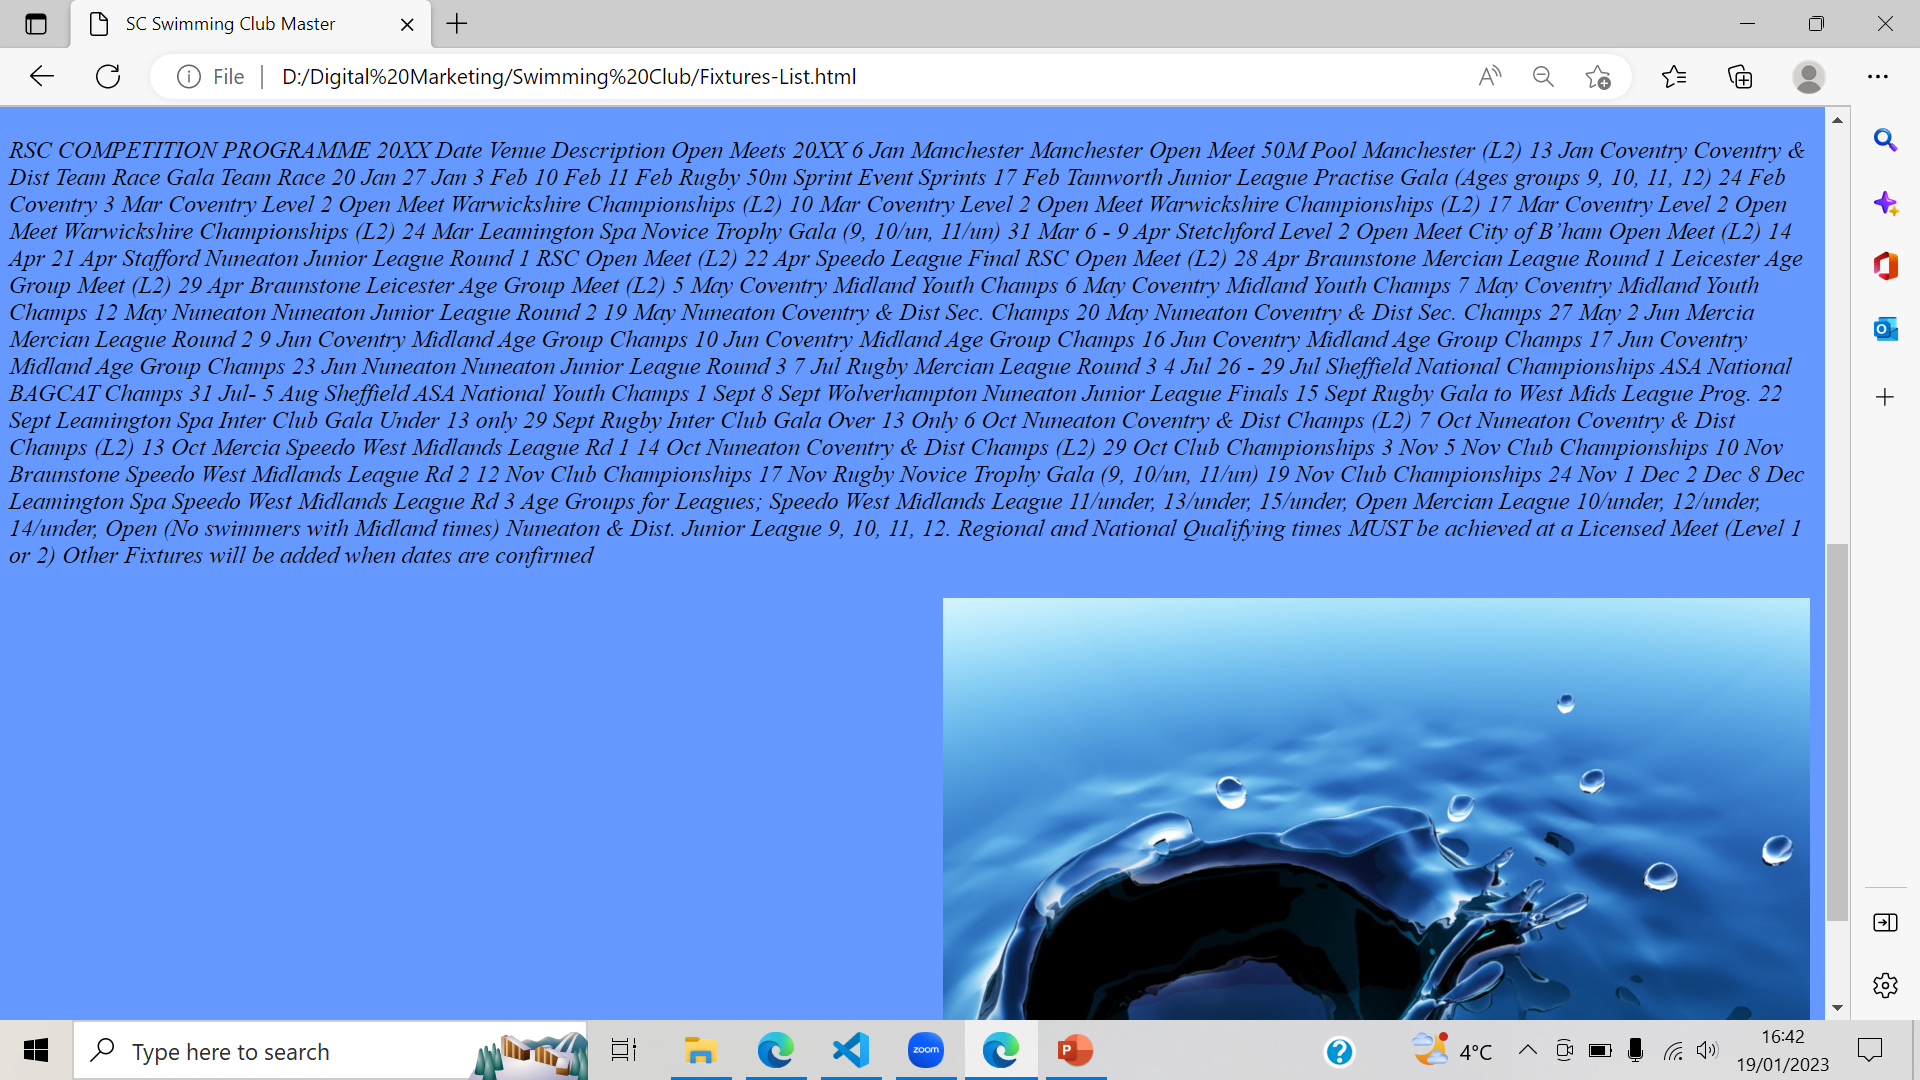 SC Swimming Club Master
File
D:/Digital%20Marketing/Swimming%20Club/Fixtures-List.html
RSC COMPETITION PROGRAMME 20XX Date Venue Description Open Meets 20XX 6 Jan Manchester Manchester Open Meet 50M Pool Manchester (L2) 13 Jan Coventry Coventry &
Dist Team Race Gala Team Race 20 Jan 27 Jan 3 Feb 10 Feb 11 Feb Rugby 50m Sprint Event Sprints 17 Feb Tamworth Junior League Practise Gala (Ages groups 9, 10, 11, 12) 24 Feb
Coventry 3 Mar Coventry Level 2 Open Meet Warwickshire Championships (L2) 10 Mar Coventry Level 2 Open Meet Warwickshire Championships (L2) 17 Mar Coventry Level 2 Open
Meet Warwickshire Championships (L2) 24 Mar Leamington Spa Novice Trophy Gala (9, 10/un, 11/un) 31 Mar 6 - 9 Apr Stetchford Level 2 Open Meet City of B’ham Open Meet (L2) 14
Apr 21 Apr Stafford Nuneaton Junior League Round 1 RSC Open Meet (L2) 22 Apr Speedo League Final RSC Open Meet (L2) 28 Apr Braunstone Mercian League Round 1 Leicester Age
Group Meet (L2) 29 Apr Braunstone Leicester Age Group Meet (L2) 5 May Coventry Midland Youth Champs 6 May Coventry Midland Youth Champs 7 May Coventry Midland Youth
Champs 12 May Nuneaton Nuneaton Junior League Round 2 19 May Nuneaton Coventry & Dist Sec. Champs 20 May Nuneaton Coventry & Dist Sec. Champs 27 May 2 Jun Mercia
Mercian League Round 2 9 Jun Coventry Midland Age Group Champs 10 Jun Coventry Midland Age Group Champs 16 Jun Coventry Midland Age Group Champs 17 Jun Coventry
Midland Age Group Champs 23 Jun Nuneaton Nuneaton Junior League Round 3 7 Jul Rugby Mercian League Round 3 4 Jul 26 - 29 Jul Sheffield National Championships ASA National
BAGCAT Champs 31 Jul- 5 Aug Sheffield ASA National Youth Champs 1 Sept 8 Sept Wolverhampton Nuneaton Junior League Finals 15 Sept Rugby Gala to West Mids League Prog. 22
Sept Leamington Spa Inter Club Gala Under 13 only 29 Sept Rugby Inter Club Gala Over 13 Only 6 Oct Nuneaton Coventry & Dist Champs (L2) 7 Oct Nuneaton Coventry & Dist
Champs (L2) 13 Oct Mercia Speedo West Midlands League Rd 1 14 Oct Nuneaton Coventry & Dist Champs (L2) 29 Oct Club Championships 3 Nov 5 Nov Club Championships 10 Nov
Braunstone Speedo West Midlands League Rd 2 12 Nov Club Championships 17 Nov Rugby Novice Trophy Gala (9, 10/un, 11/un) 19 Nov Club Championships 24 Nov 1 Dec 2 Dec 8 Dec
Leamington Spa Speedo West Midlands League Rd 3 Age Groups for Leagues; Speedo West Midlands League 11/under, 13/under, 15/under, Open Mercian League 10/under, 12/under,
14/under, Open (No swimmers with Midland times) Nuneaton & Dist. Junior League 9, 10, 11, 12. Regional and National Qualifying times MUST be achieved at a Licensed Meet (Level 1
or 2) Other Fixtures will be added when dates are confirmed
Type here to search
zoom
4°C
16:42
19/01/2023